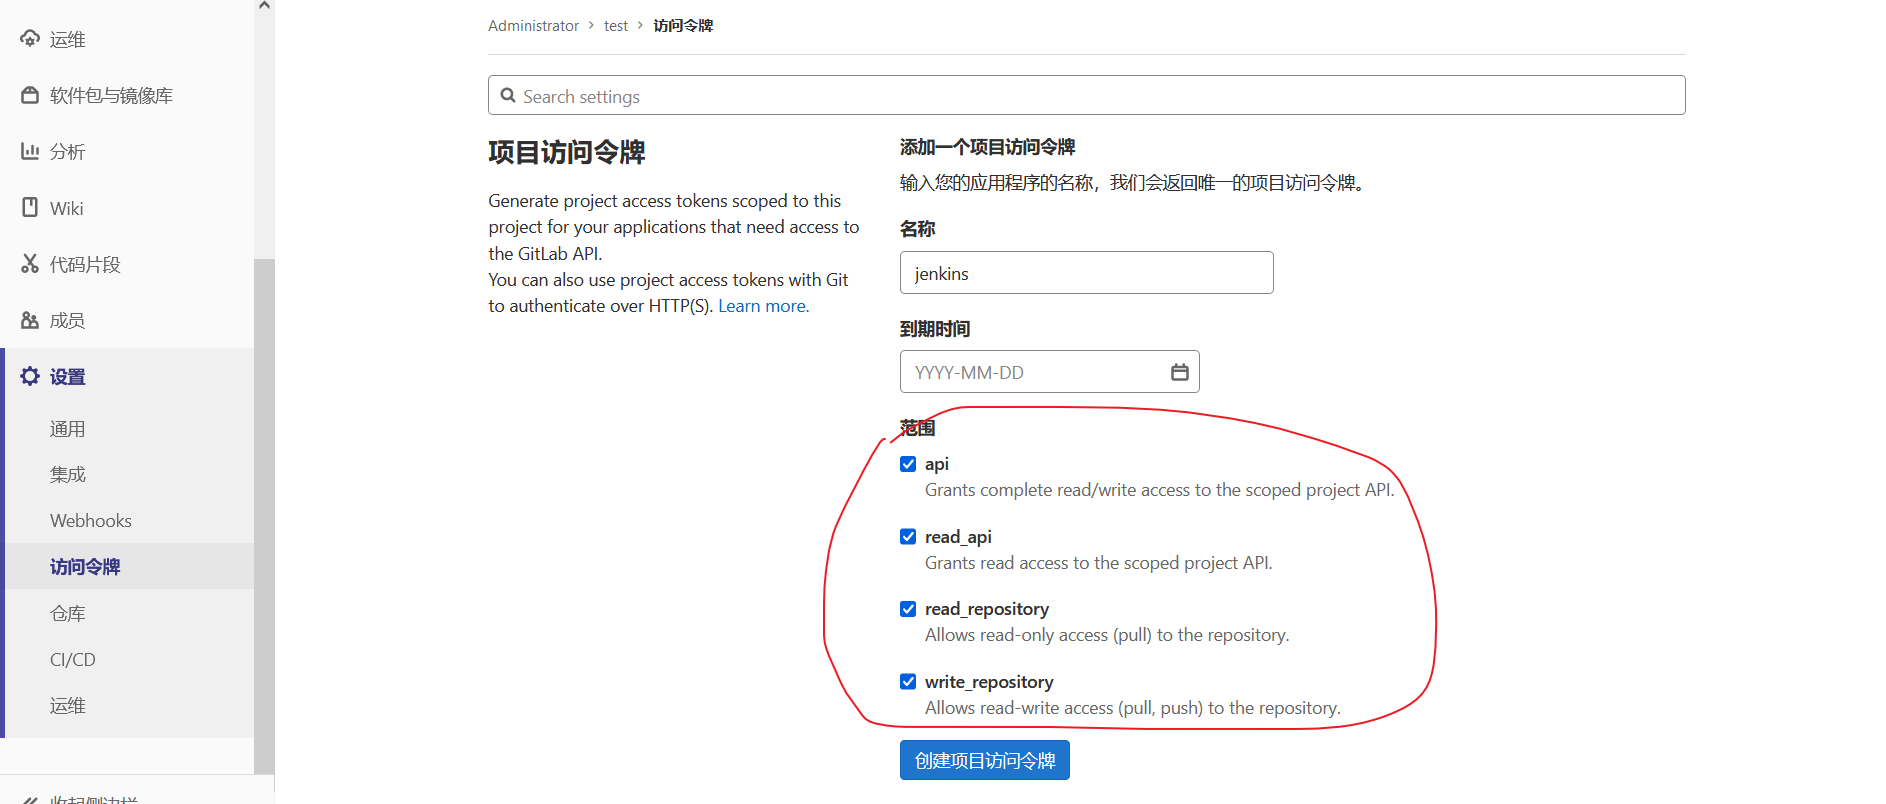 运维
软件包与镜像库
分析
Wiki
代码片段
成员
设置
通用
集成
Webhooks
访问令牌
仓库
CI/CD
运维
收起侧边栏
Administrator > test > 访问令牌
Search settings
项目访问令牌
Generate project access tokens scoped to this
project for your applications that need access to
the GitLab API.
You can also use project access tokens with Git
to authenticate over HTTP(S). Learn more.
添加一个项目访问令牌
输入您的应用程序的名称，我们会返回唯一的项目访问令牌。
名称
jenkins
到期时间
YYYY-MM-DD
范围
api
Grants complete read/write access to the scoped project API.
read_api
Grants read access to the scoped project API.
read_repository
Allows read-only access (pull) to the repository.
write_repository
Allows read-write access (pull, push) to the repository.
创建项目访问令牌